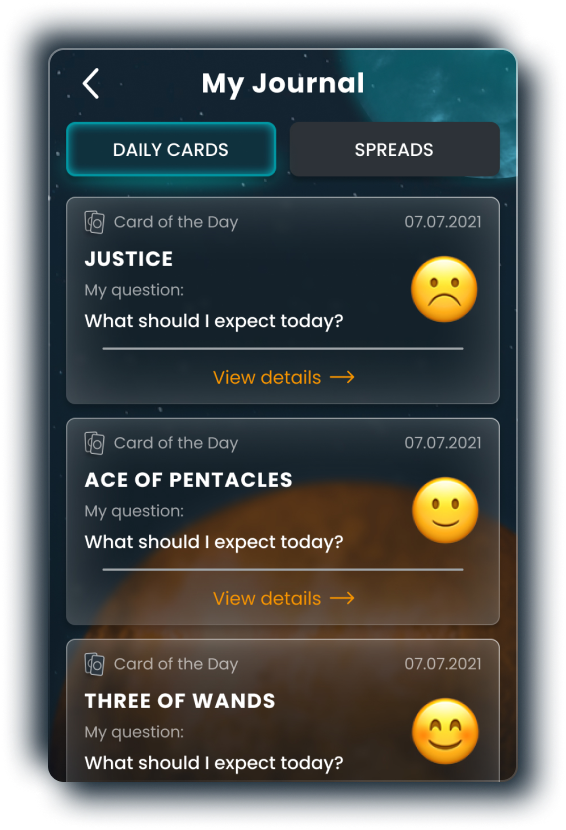 My Journal
DAILY CARDS
SPREADS
Card of the Day
07.07.2021
JUSTICE
My question:
What should I expect today?
View details
Card of the Day
07.07.2021
ACE OF PENTACLES
My question:
What should I expect today?
View details
Card of the Day
07.07.2021
THREE OF WANDS
My question:
What should I expect today?